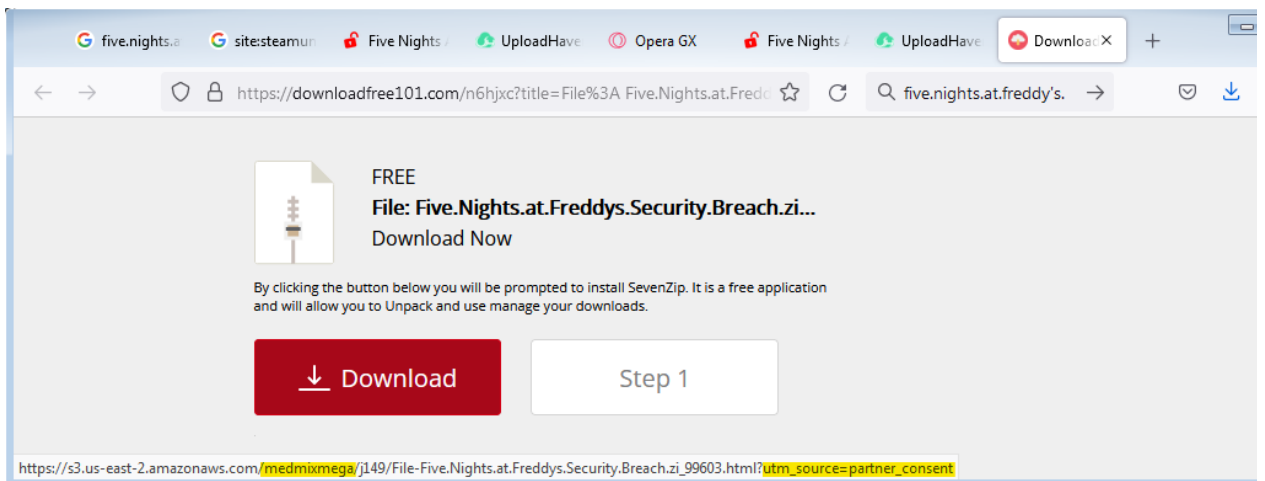 five.nights.a site:steamun Five Nights A UploadHave Opera GX Five Nights A UploadHave Download
https://downloadfree101.com/n6hjxc?title=File%3A Five.Nights.at.Fredd five.nights.at.freddy's.
FREE
File: Five.Nights.at.Freddys.Security.Breach.zi...
Download Now
By clicking the button below you will be prompted to install SevenZip. It is a free application
and will allow you to Unpack and use manage your downloads.
Download Step 1
https://s3.us-east-2.amazonaws.com/medmixmega/j149/File-Five.Nights.at.Freddys.Security.Breach.zi_99603.html?utm_source=partner_consent